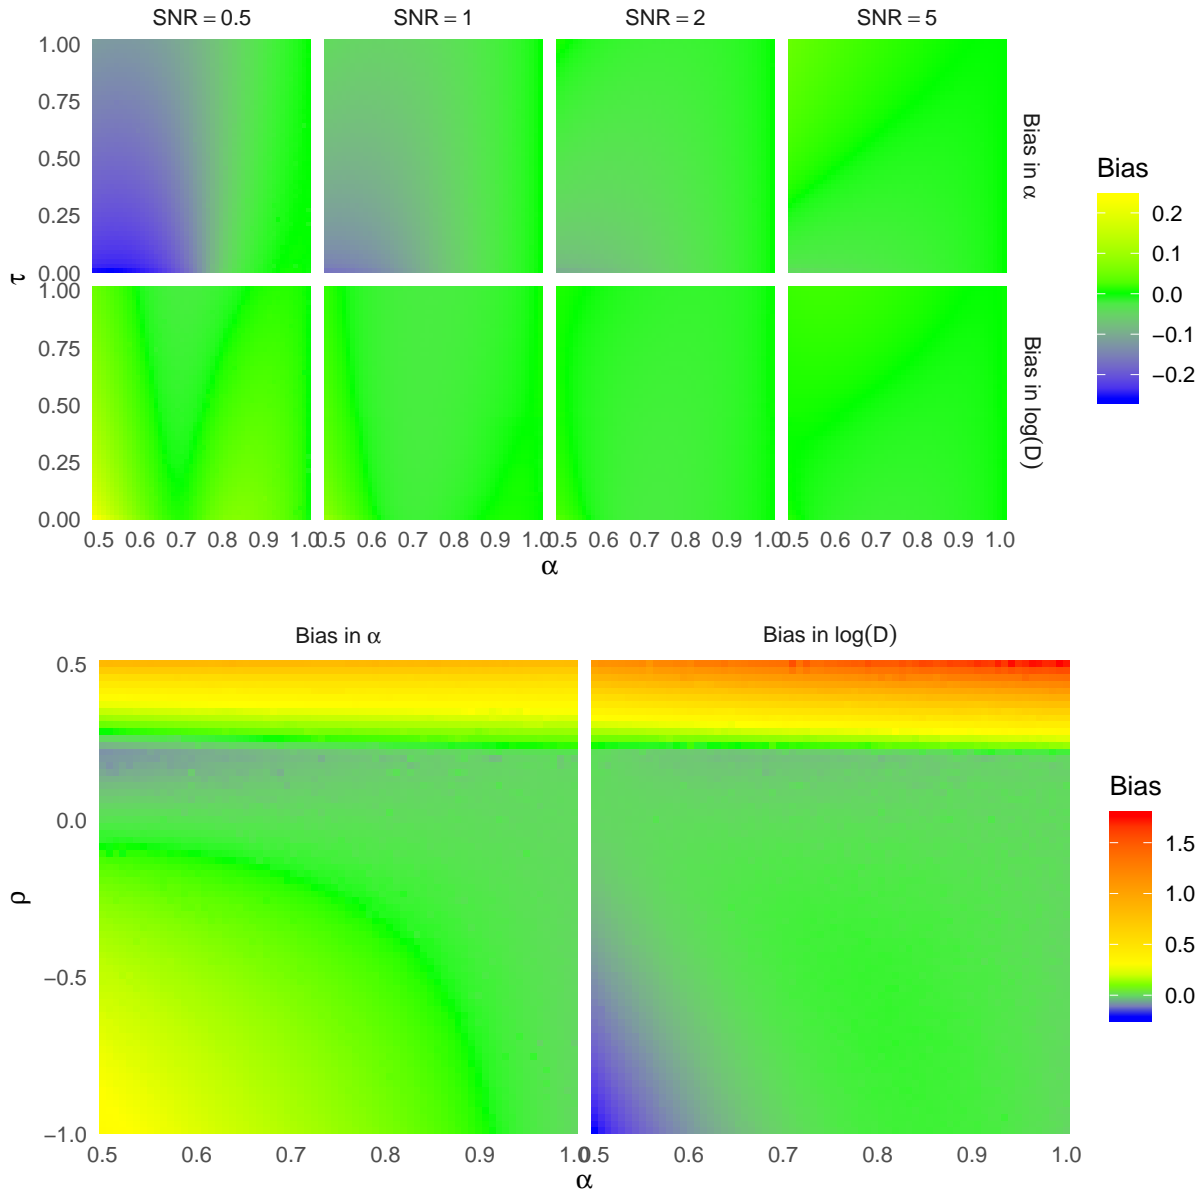 SNR = 0.5 SNR = 1 SNR = 2 SNR = 5
1.00
0.75
0.50
0.25
0.00
Bias in α
1.00
0.75
0.50
0.25
0.00
Bias in log(D)
τ
0.5 0.6 0.7 0.8 0.9 1.0 0.5 0.6 0.7 0.8 0.9 1.0 0.5 0.6 0.7 0.8 0.9 1.0 0.5 0.6 0.7 0.8 0.9 1.0
α
Bias
0.2
0.1
0.0
−0.1
−0.2
Bias in α Bias in log(D)
0.5
0.0
−0.5
−1.0
ρ
0.5 0.6 0.7 0.8 0.9 1.0 0.5 0.6 0.7 0.8 0.9 1.0
α
Bias
1.5
1.0
0.5
0.0